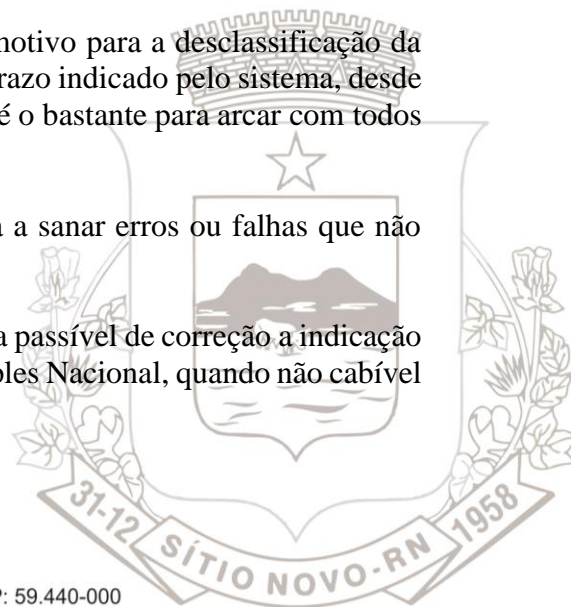 motivo para a desclassificação da
razo indicado pelo sistema, desde
é o bastante para arcar com todos
a sanar erros ou falhas que não
passível de correção a indicação
ples Nacional, quando não cabível
31-12 SÍTIO NOVO-RN 1958
: 59.440-000